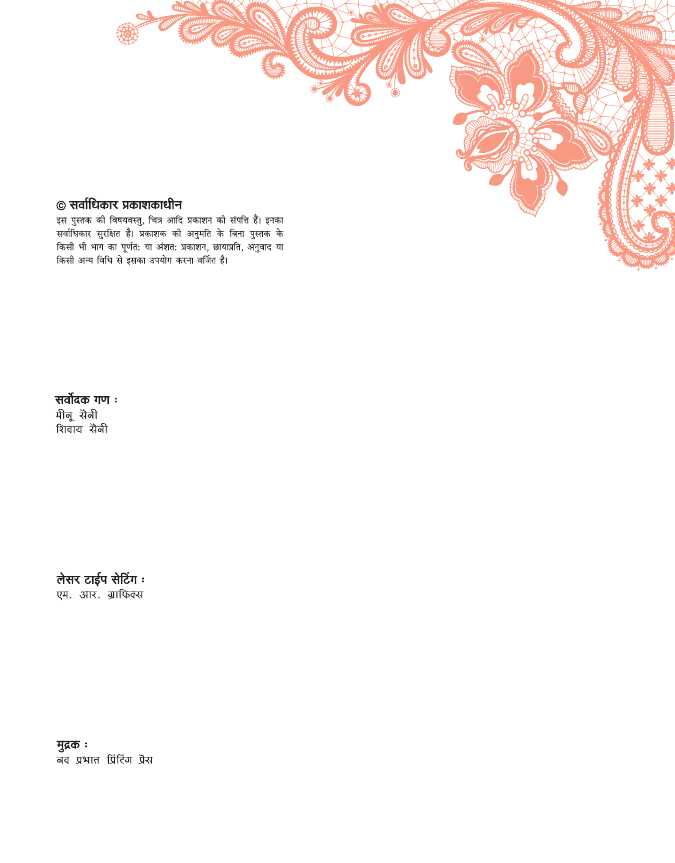 © सर्वाधिकार प्रकाशकाधीन
इस पुस्तक की विषयवस्तु, चित्र आदि प्रकाशन की संपत्ति हैं। इनका
सर्वाधिकार सुरक्षित है। प्रकाशक की अनुमति के बिना पुस्तक के
किसी भी भाग का पूर्णत: या अंशत: प्रकाशन, छायाप्रति, अनुवाद या
किसी अन्य विधि से इसका उपयोग करना वर्जित है।
सर्वोदक गण :
मीनू सैनी
शिवाय सैनी
लेसर टाईप सेटिंग :
एम. आर. ग्राफिक्स
मुद्रक :
नव प्रभात प्रिंटिंग प्रैस